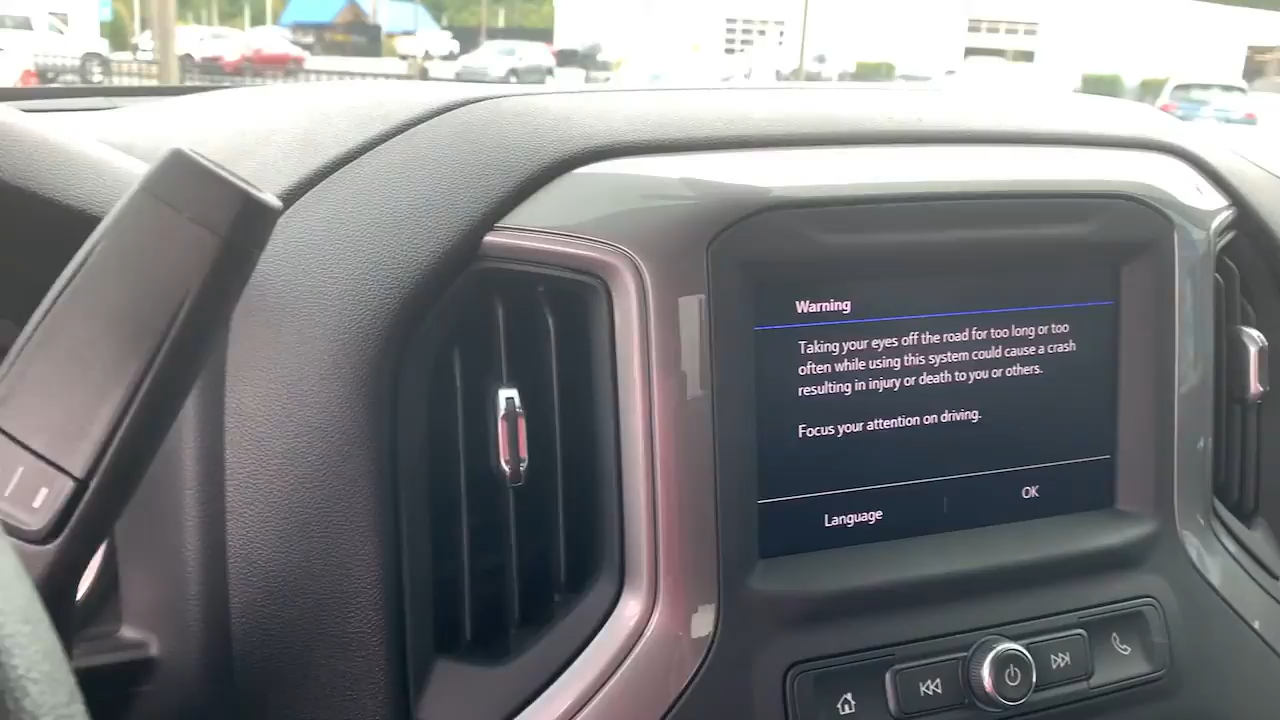 Warning
Taking your eyes off the road for too long or too
often while using this system could cause a crash
resulting in injury or death to you or others.
Focus your attention on driving.
Language
OK